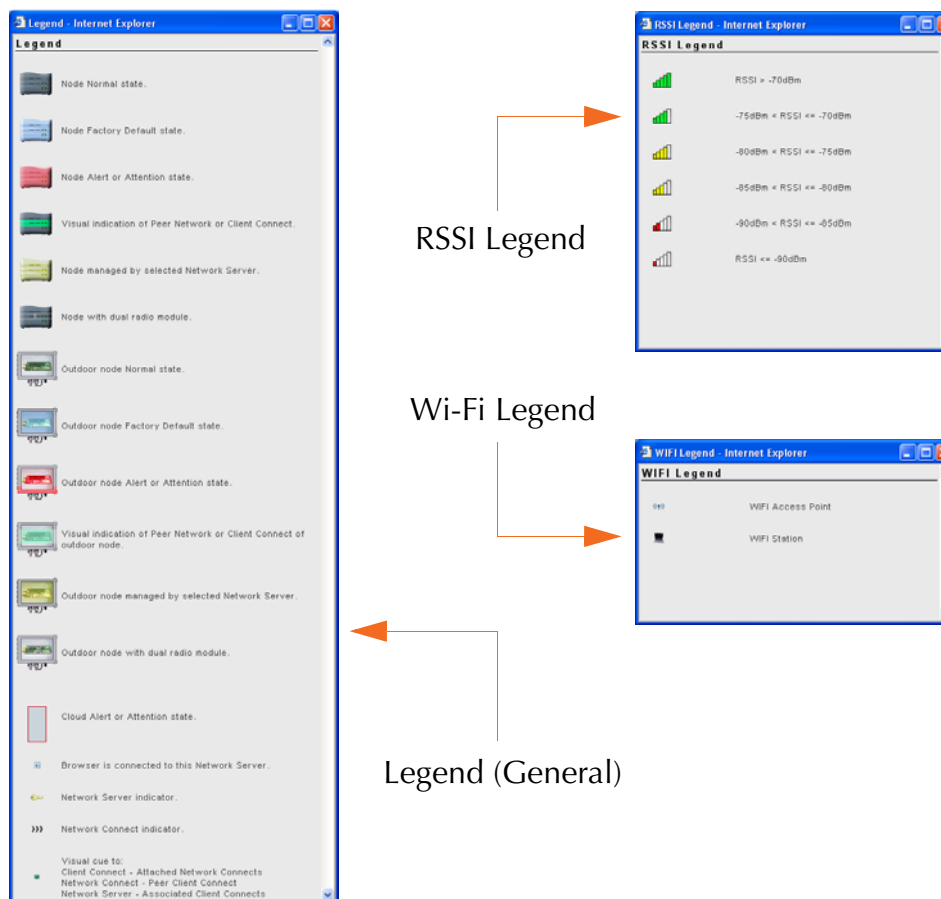 Legend - Internet Explorer
Legend
Node Normal state.
Node Factory Default state.
Node Alert or Attention state.
Visual indication of Peer Network or Client Connect.
Node managed by selected Network Server.
Node with dual radio module.
Outdoor node Normal state.
Outdoor node Factory Default state.
Outdoor node Alert or Attention state.
Visual indication of Peer Network or Client Connect of
outdoor node.
Outdoor node managed by selected Network Server.
Outdoor node with dual radio module.
Cloud Alert or Attention state.
Browser is connected to this Network Server.
Network Server indicator.
Network Connect indicator.
Visual cue to:
Client Connect - Attached Network Connects
Network Connect - Peer Client Connect
Network Server - Associated Client Connects
RSSI Legend
Wi-Fi Legend
Legend (General)
RSSI Legend - Internet Explorer
RSSI Legend
RSSI > -70dBm
-75dBm < RSSI <= -70dBm
-80dBm < RSSI <= -75dBm
-85dBm < RSSI <= -80dBm
-90dBm < RSSI <= -85dBm
RSSI <= -90dBm
WIFI Legend - Internet Explorer
WIFI Legend
WIFI Access Point
WIFI Station